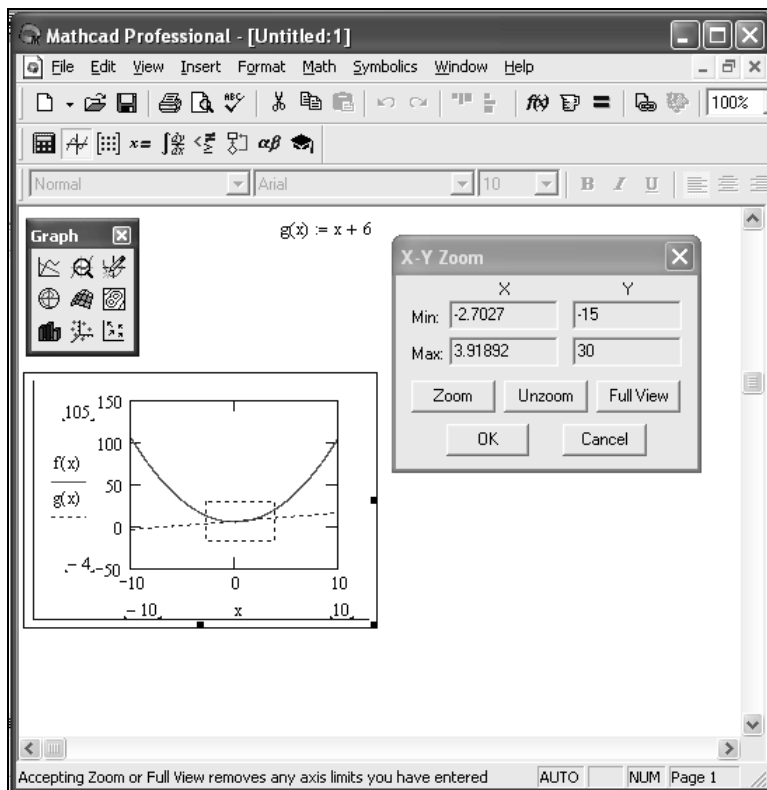 Mathcad Professional - [Untitled:1]
File Edit View Insert Format Math Symbolics Window Help
100%
x= αβ
Normal Arial 10 B I U
Graph
g(x) := x + 6
X-Y Zoom
X Y
Min: -2.7027 -15
Max: 3.91892 30
Zoom Unzoom Full View
OK Cancel
105 150
100
f(x)
50
g(x)
0
-4 -50
-10 0 10
-10 x 10
Accepting Zoom or Full View removes any axis limits you have entered AUTO NUM Page 1